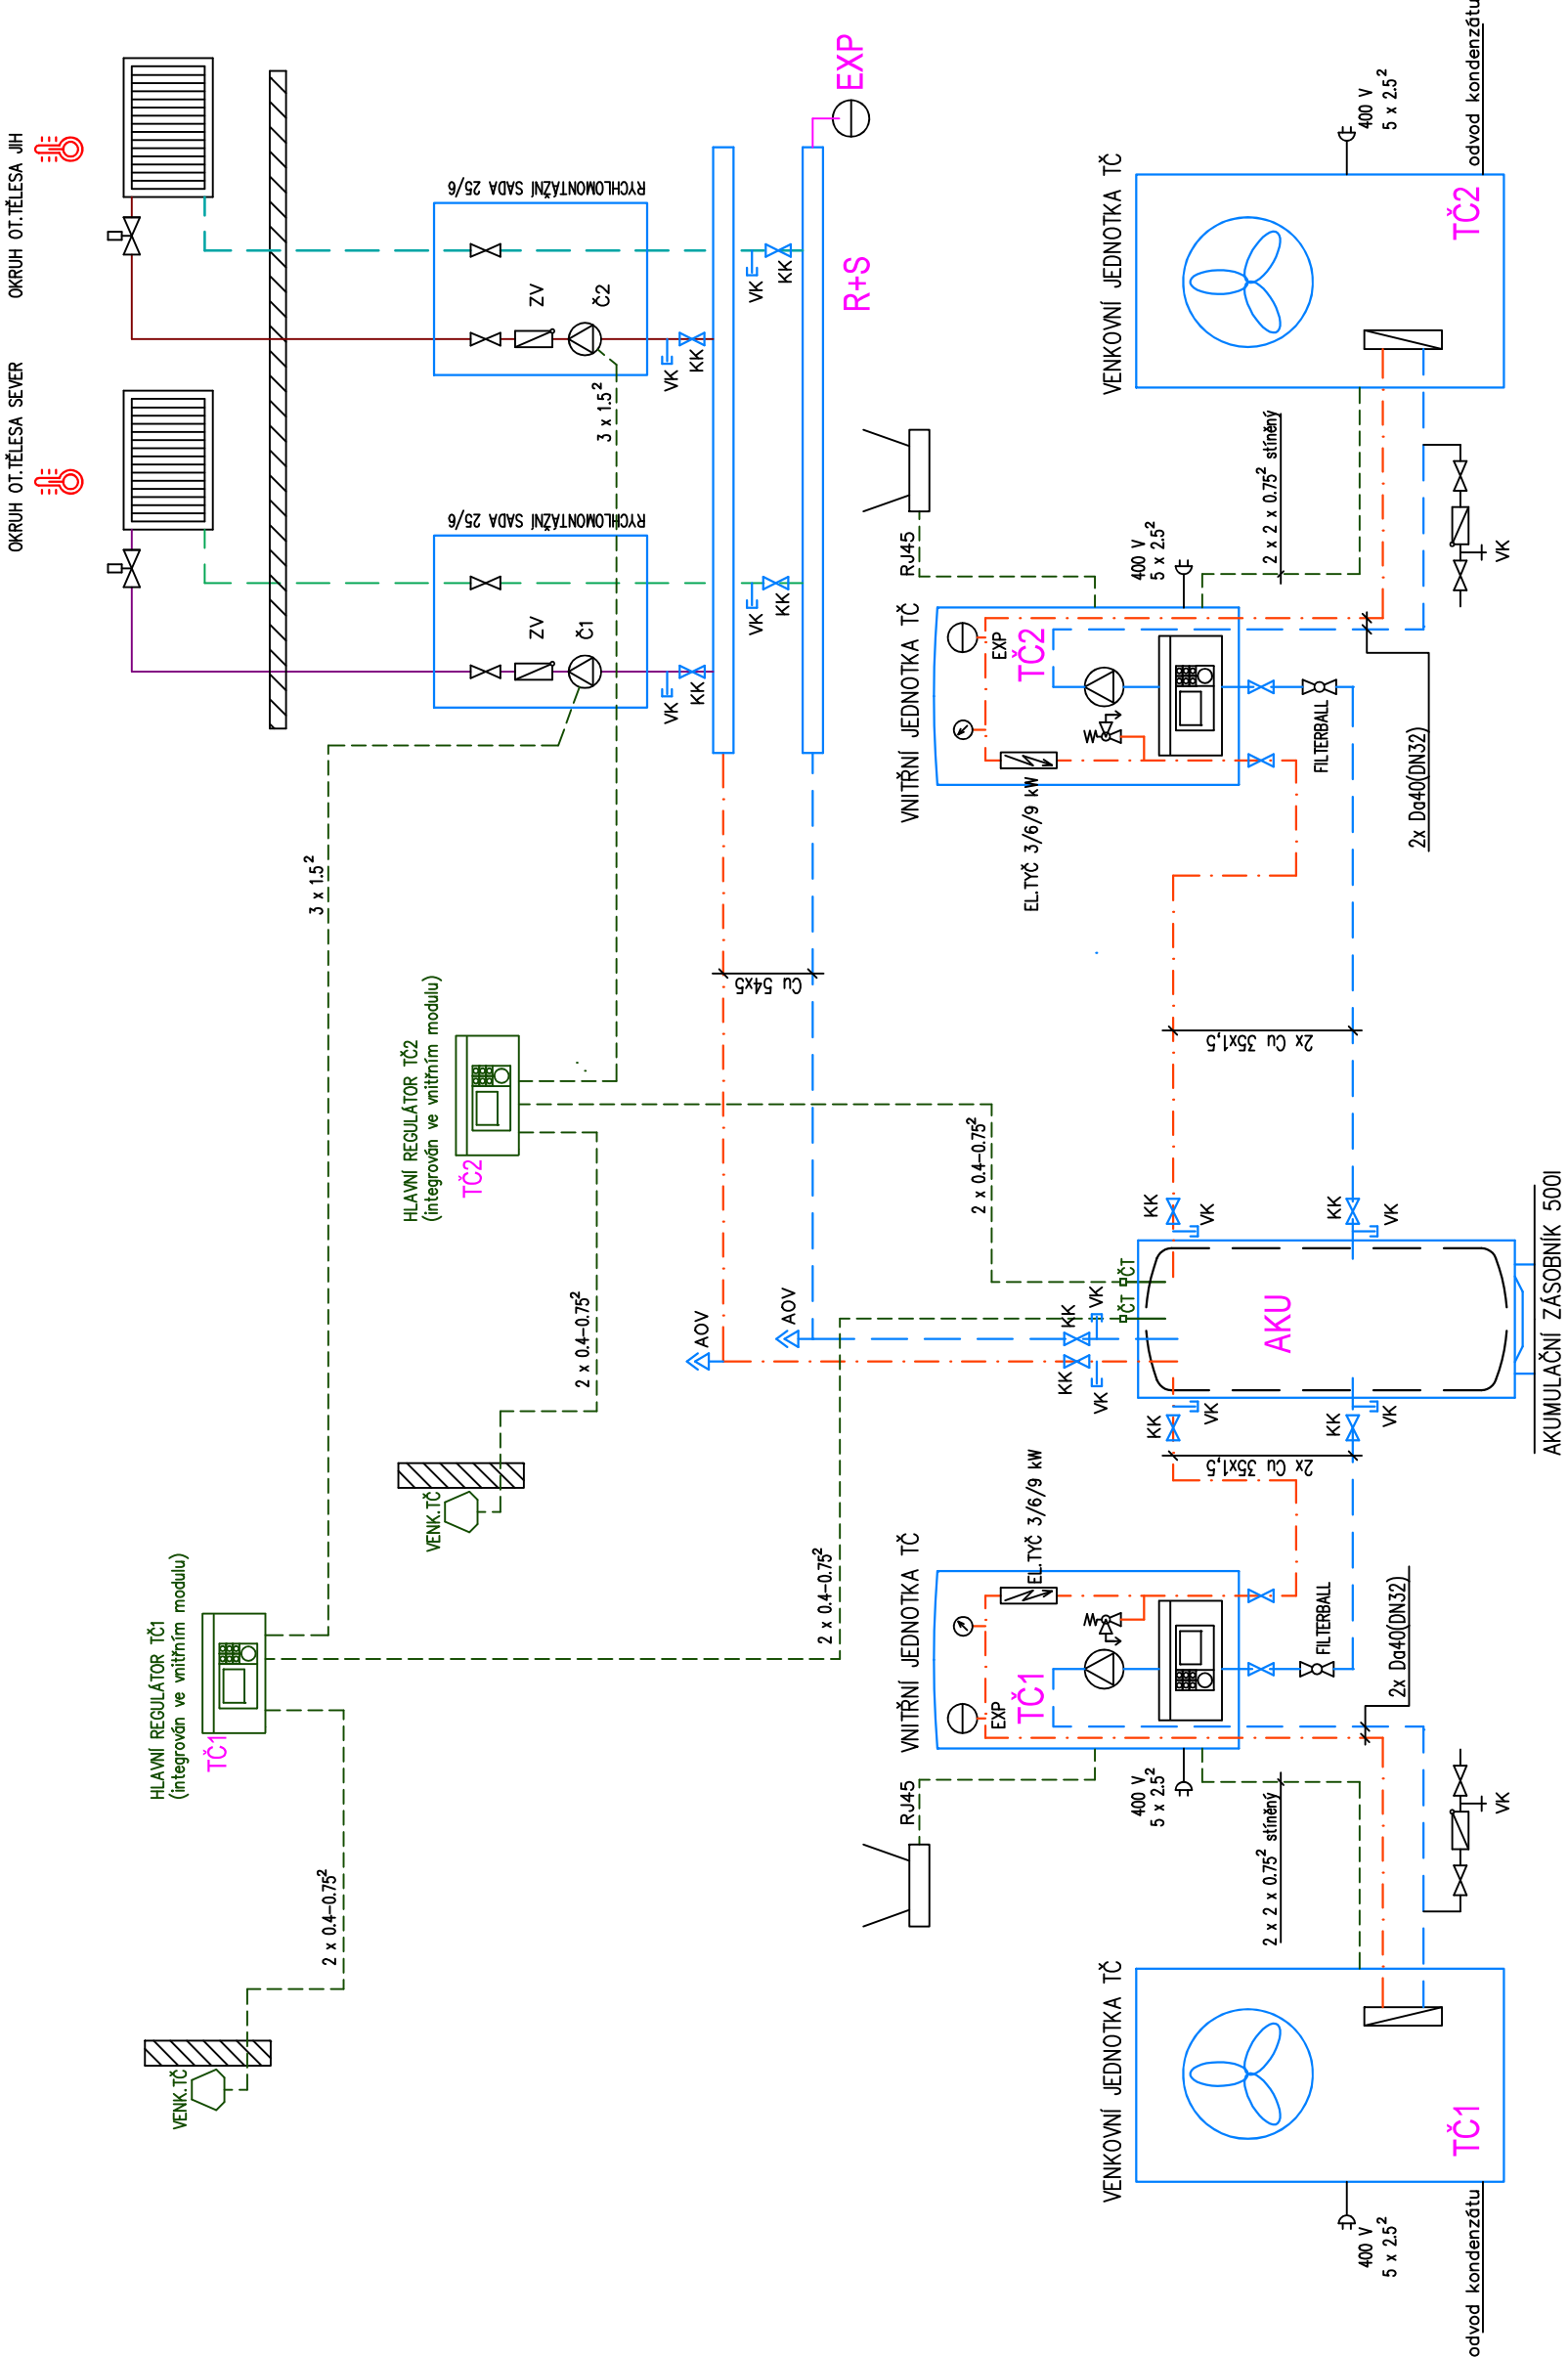 OKRUH OT.TĚLESA SEVER
OKRUH OT.TĚLESA JIH
RYCHLOMONTÁŽNÍ SADA 25/6
RYCHLOMONTÁŽNÍ SADA 25/6
ZV
Č1
ZV
Č2
VK
KK
VK
KK
VK
KK
VK
KK
R+S
EXP
3 x 1.5²
3 x 1.5²
HLAVNÍ REGULÁTOR TČ1
(integrován ve vnitřním modulu)
TČ1
HLAVNÍ REGULÁTOR TČ2
(integrován ve vnitřním modulu)
TČ2
VENK.TČ
2 x 0.4-0.75²
VENK.TČ
2 x 0.4-0.75²
2 x 0.4-0.75²
2 x 0.4-0.75²
Cu 54x5
AOV
AOV
KK
KK
VK
VK
ČT
ČT
AKU
AKUMULAČNÍ ZÁSOBNÍK 500l
KK
VK
KK
VK
KK
VK
KK
VK
2x Cu 35x1,5
2x Cu 35x1,5
VNITŘNÍ JEDNOTKA TČ
TČ1
EXP
EL.TYČ 3/6/9 kW
FILTERBALL
RJ45
400 V
5 x 2.5²
2 x 2 x 0.75² stíněný
2x Da40(DN32)
VK
VENKOVNÍ JEDNOTKA TČ
TČ1
400 V
5 x 2.5²
odvod kondenzátu
VNITŘNÍ JEDNOTKA TČ
TČ2
EXP
EL.TYČ 3/6/9 kW
FILTERBALL
RJ45
400 V
5 x 2.5²
2 x 2 x 0.75² stíněný
2x Da40(DN32)
VK
VENKOVNÍ JEDNOTKA TČ
TČ2
400 V
5 x 2.5²
odvod kondenzátu